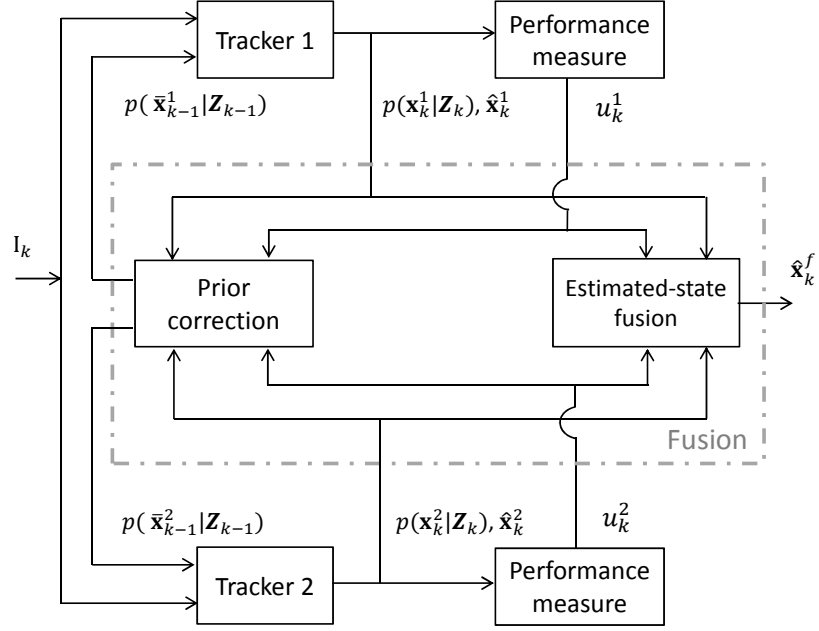 Tracker 1
Performance
measure
p( x̄¹ₖ₋₁|Zₖ₋₁)
p(x¹ₖ|Zₖ), x̂¹ₖ
u¹ₖ
Iₖ
Prior
correction
Estimated-state
fusion
x̂ᶠₖ
Fusion
p( x̄²ₖ₋₁|Zₖ₋₁)
p(x²ₖ|Zₖ), x̂²ₖ
u²ₖ
Tracker 2
Performance
measure